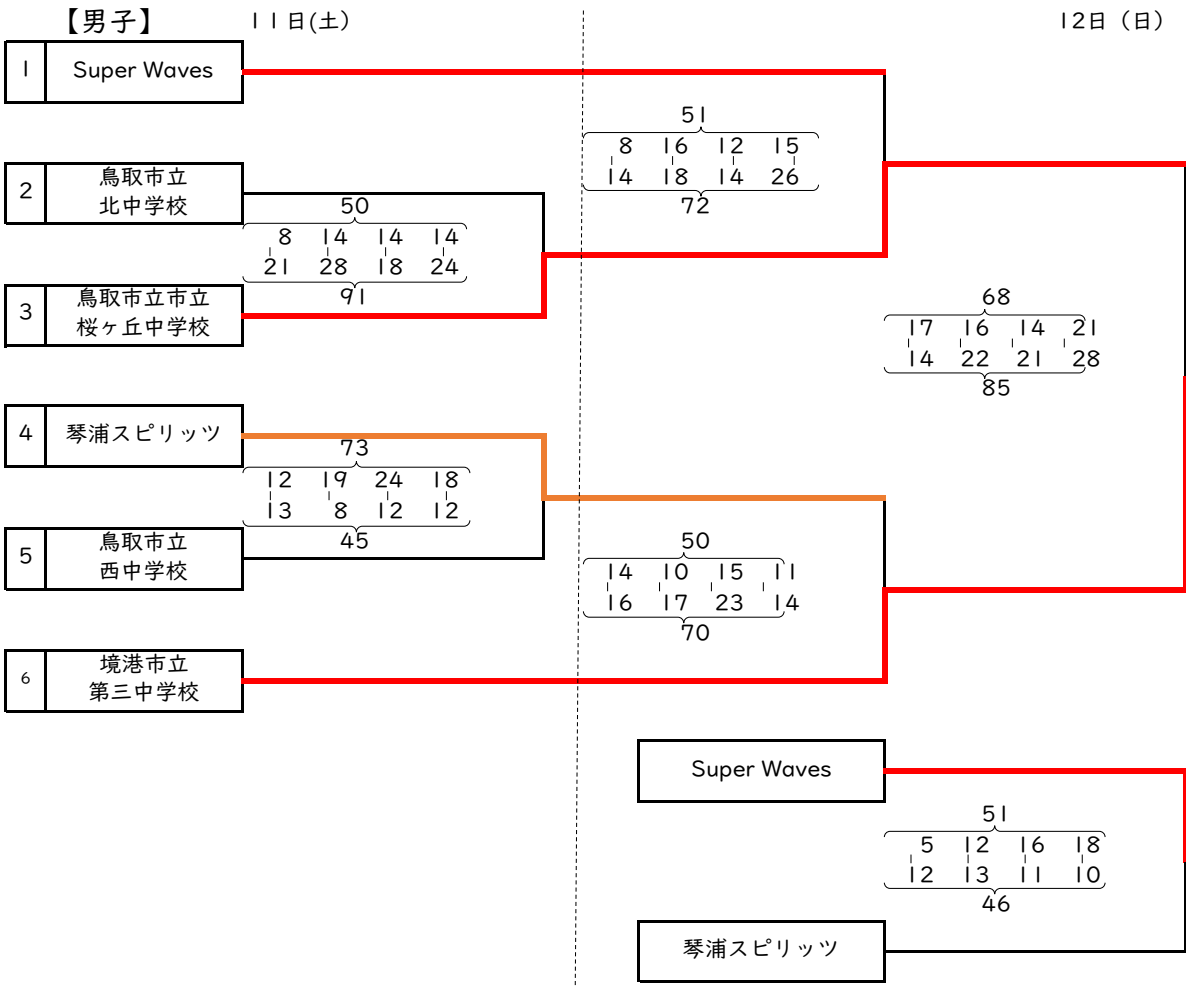 【男子】 11日(土) 12日（日）
1 Super Waves
51
8 16 12 15
14 18 14 26
72
2 鳥取市立
北中学校
50
8 14 14 14
21 28 18 24
91
3 鳥取市立市立
桜ヶ丘中学校
68
17 16 14 21
14 22 21 28
85
4 琴浦スピリッツ
73
12 19 24 18
13 8 12 12
45
5 鳥取市立
西中学校
50
14 10 15 11
16 17 23 14
70
6 境港市立
第三中学校
Super Waves
51
5 12 16 18
12 13 11 10
46
琴浦スピリッツ